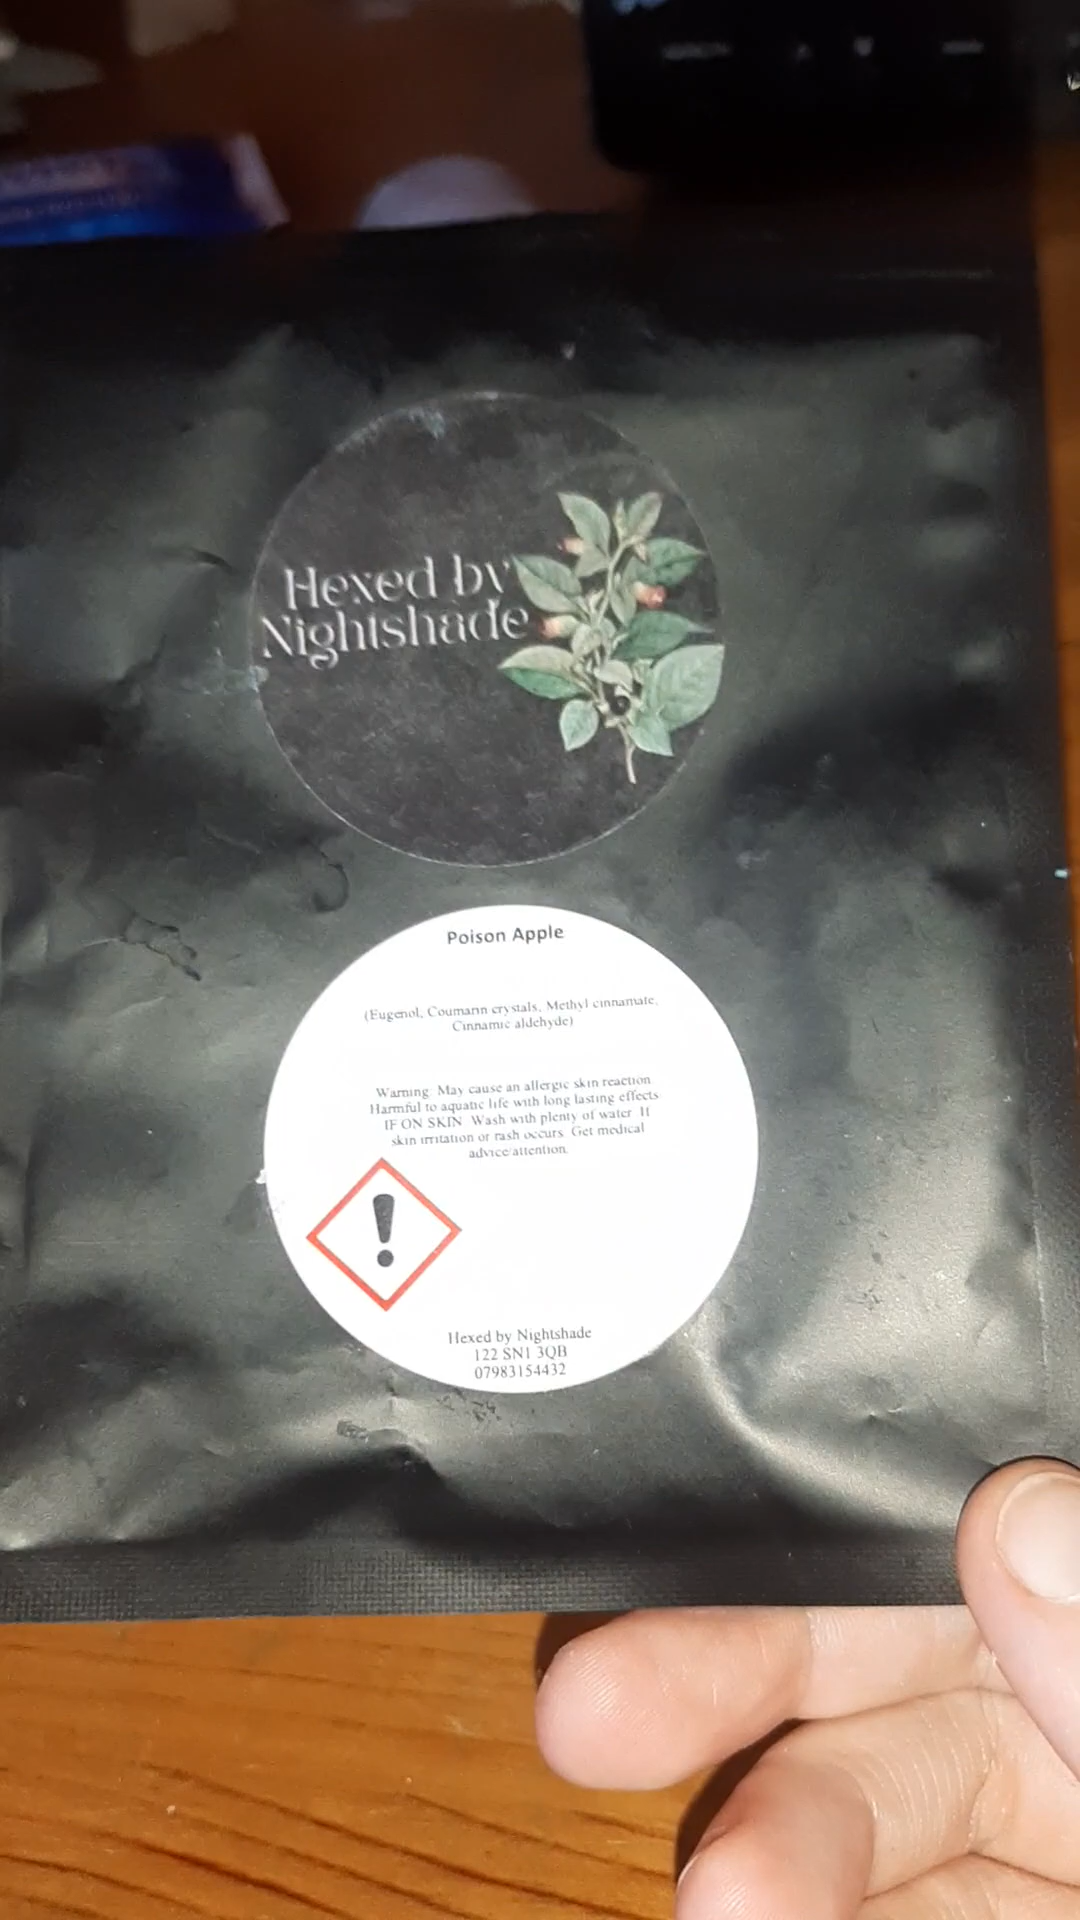 Hexed by
Nightshade
Poison Apple
(Eugenol, Coumarin crystals, Methyl cinnamate,
Cinnamic aldehyde)
Warning: May cause an allergic skin reaction.
Harmful to aquatic life with long lasting effects
IF ON SKIN: Wash with plenty of water. If
skin irritation or rash occurs: Get medical
advice/attention.
Hexed by Nightshade
122 SN1 3QB
07983154432